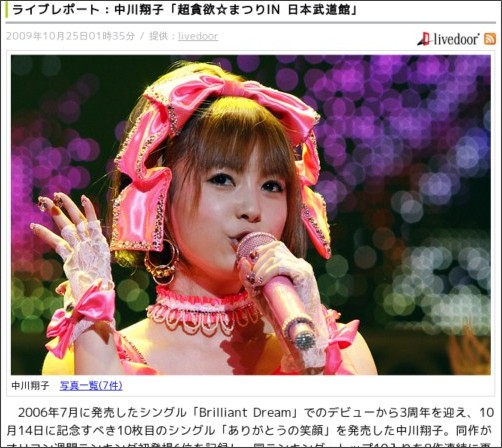 ライブレポート:中川翔子「超貪欲☆まつりIN 日本武道館」
2009年10月25日01時35分 / 提供:livedoor
livedoor
中川翔子 写真一覧(7件)
2006年7月に発売したシングル「Brilliant Dream」でのデビューから3周年を迎え、10
月14日に記念すべき10枚目のシングル「ありがとうの笑顔」を発売した中川翔子。同作が